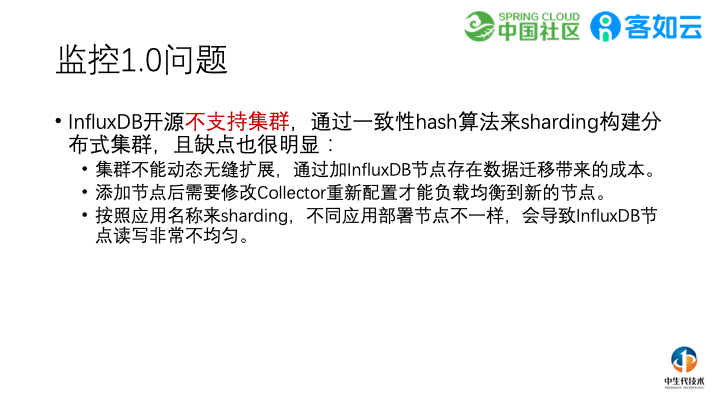 SPRING CLOUD
中国社区
客如云
监控1.0问题
• InfluxDB开源不支持集群，通过一致性hash算法来sharding构建分
布式集群，且缺点也很明显：
• 集群不能动态无缝扩展，通过加InfluxDB节点存在数据迁移带来的成本。
• 添加节点后需要修改Collector重新配置才能负载均衡到新的节点。
• 按照应用名称来sharding，不同应用部署节点不一样，会导致InfluxDB节
点读写非常不均匀。
中生代技术